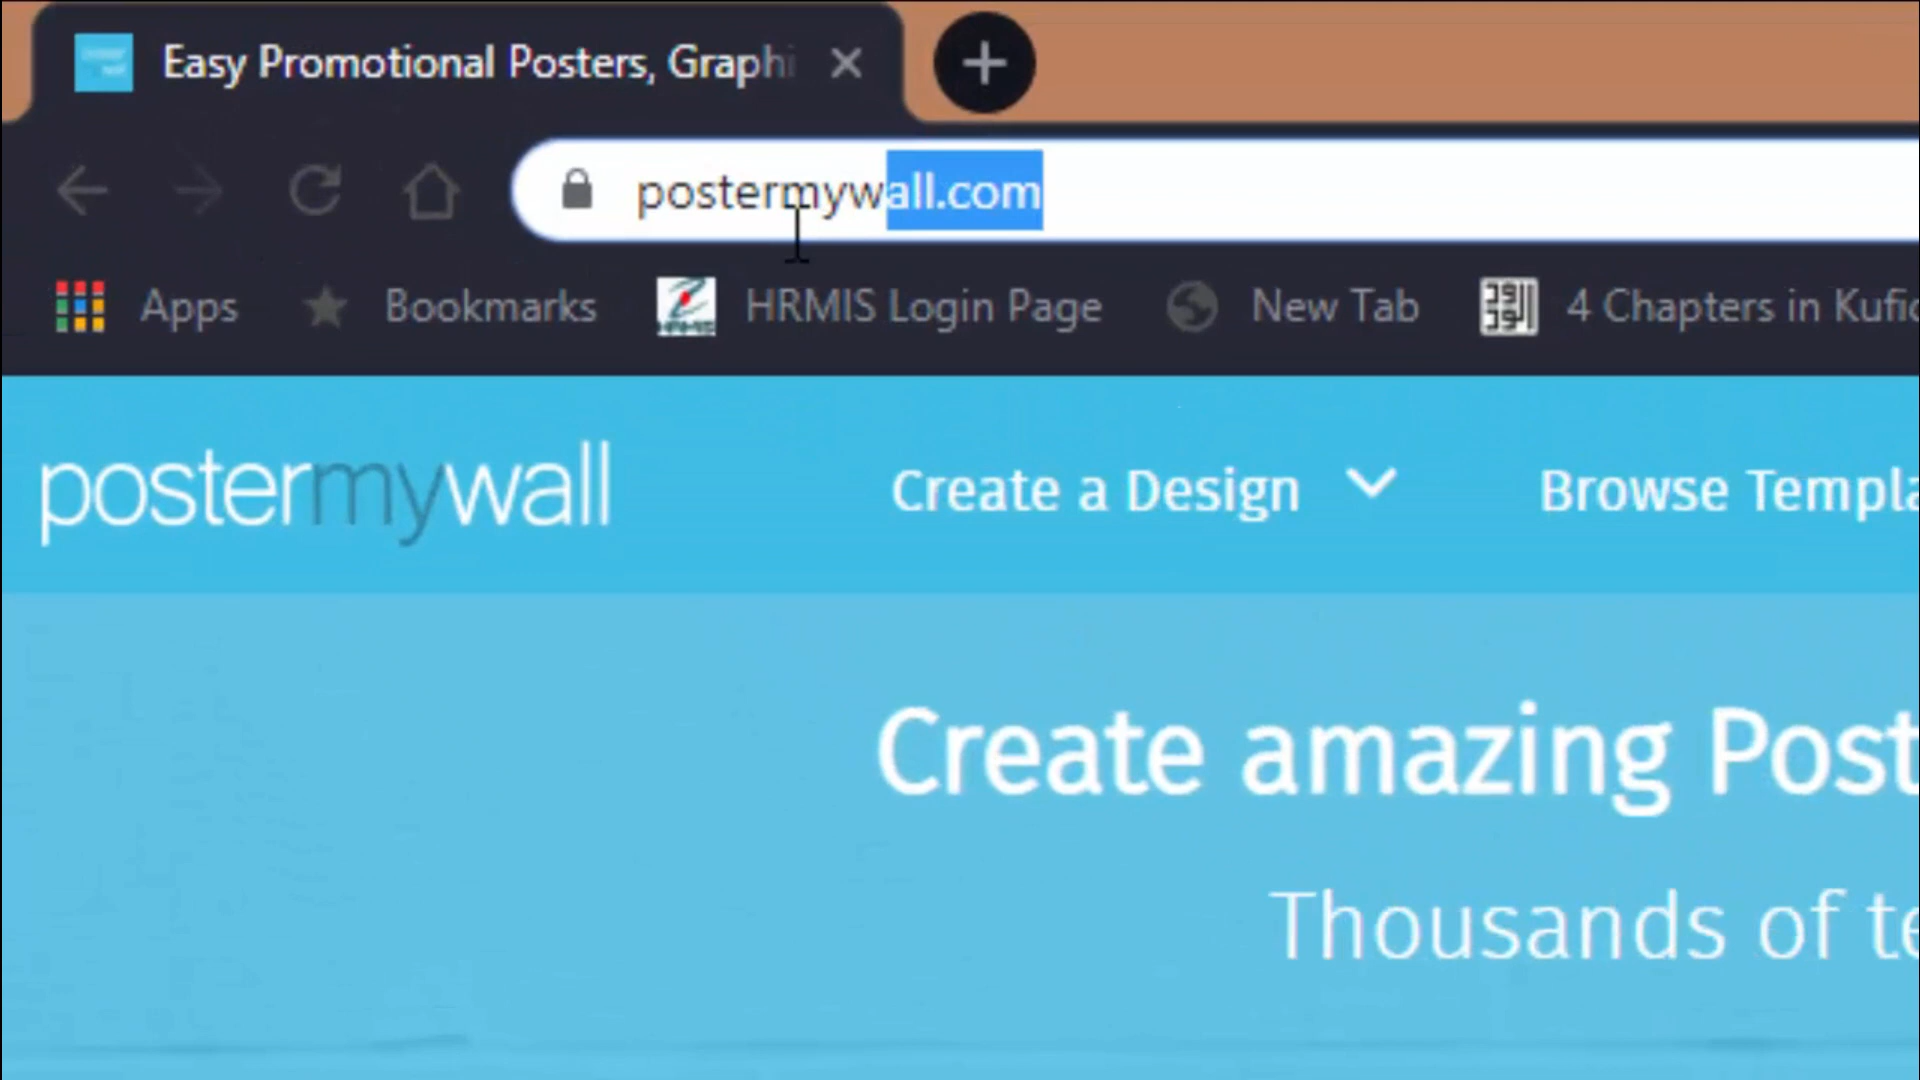 Easy Promotional Posters, Graphi
postermywall.com
Apps Bookmarks HRMIS Login Page New Tab 4 Chapters in Kufic
postermywall Create a Design Browse Templa
Create amazing Post
Thousands of te